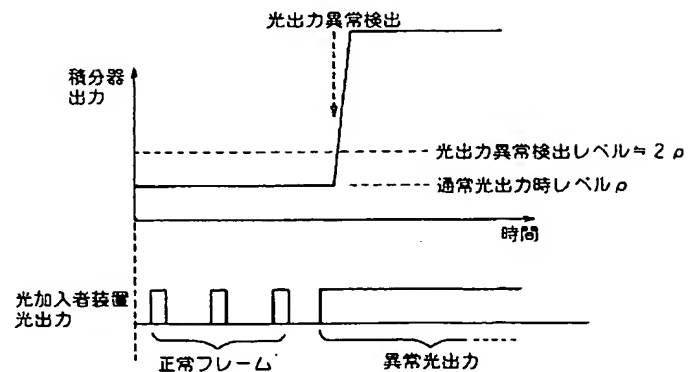 光出力異常検出
積分器
出力
光出力異常検出レベル≒2ρ
通常光出力時レベルρ
時間
光加入者装置
光出力
正常フレーム
異常光出力